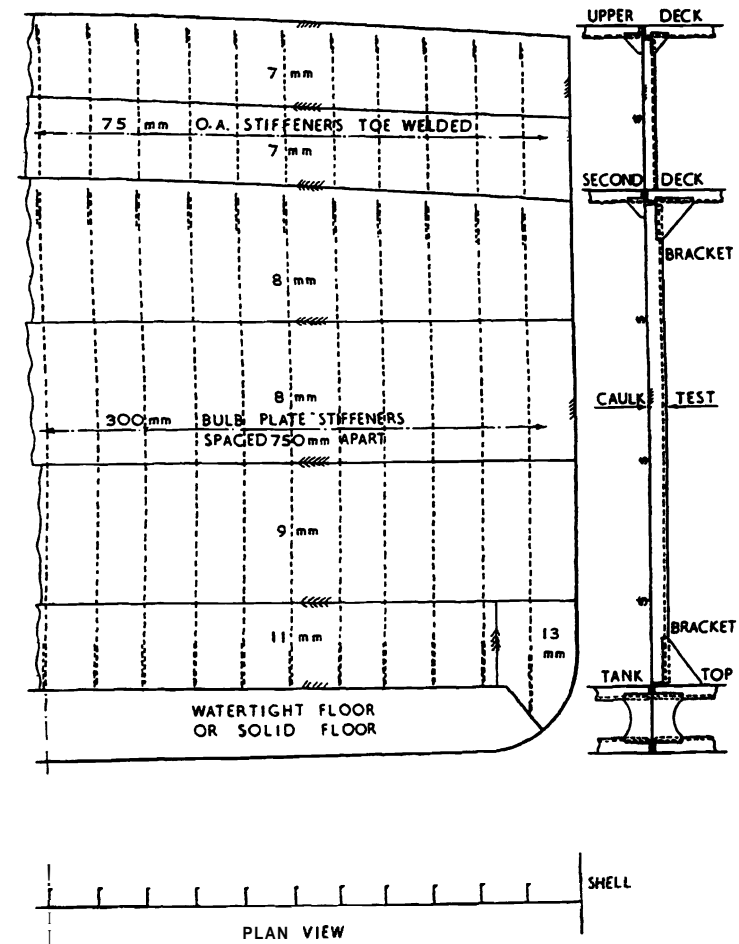 UPPER DECK
7 mm
75 mm O.A. STIFFENERS TOE WELDED
7 mm
SECOND DECK
BRACKET
8 mm
8 mm
300 mm BULB PLATE STIFFENERS
SPACED 750 mm APART
CAULK TEST
9 mm
11 mm
13
mm
BRACKET
TANK TOP
WATERTIGHT FLOOR
OR SOLID FLOOR
SHELL
PLAN VIEW